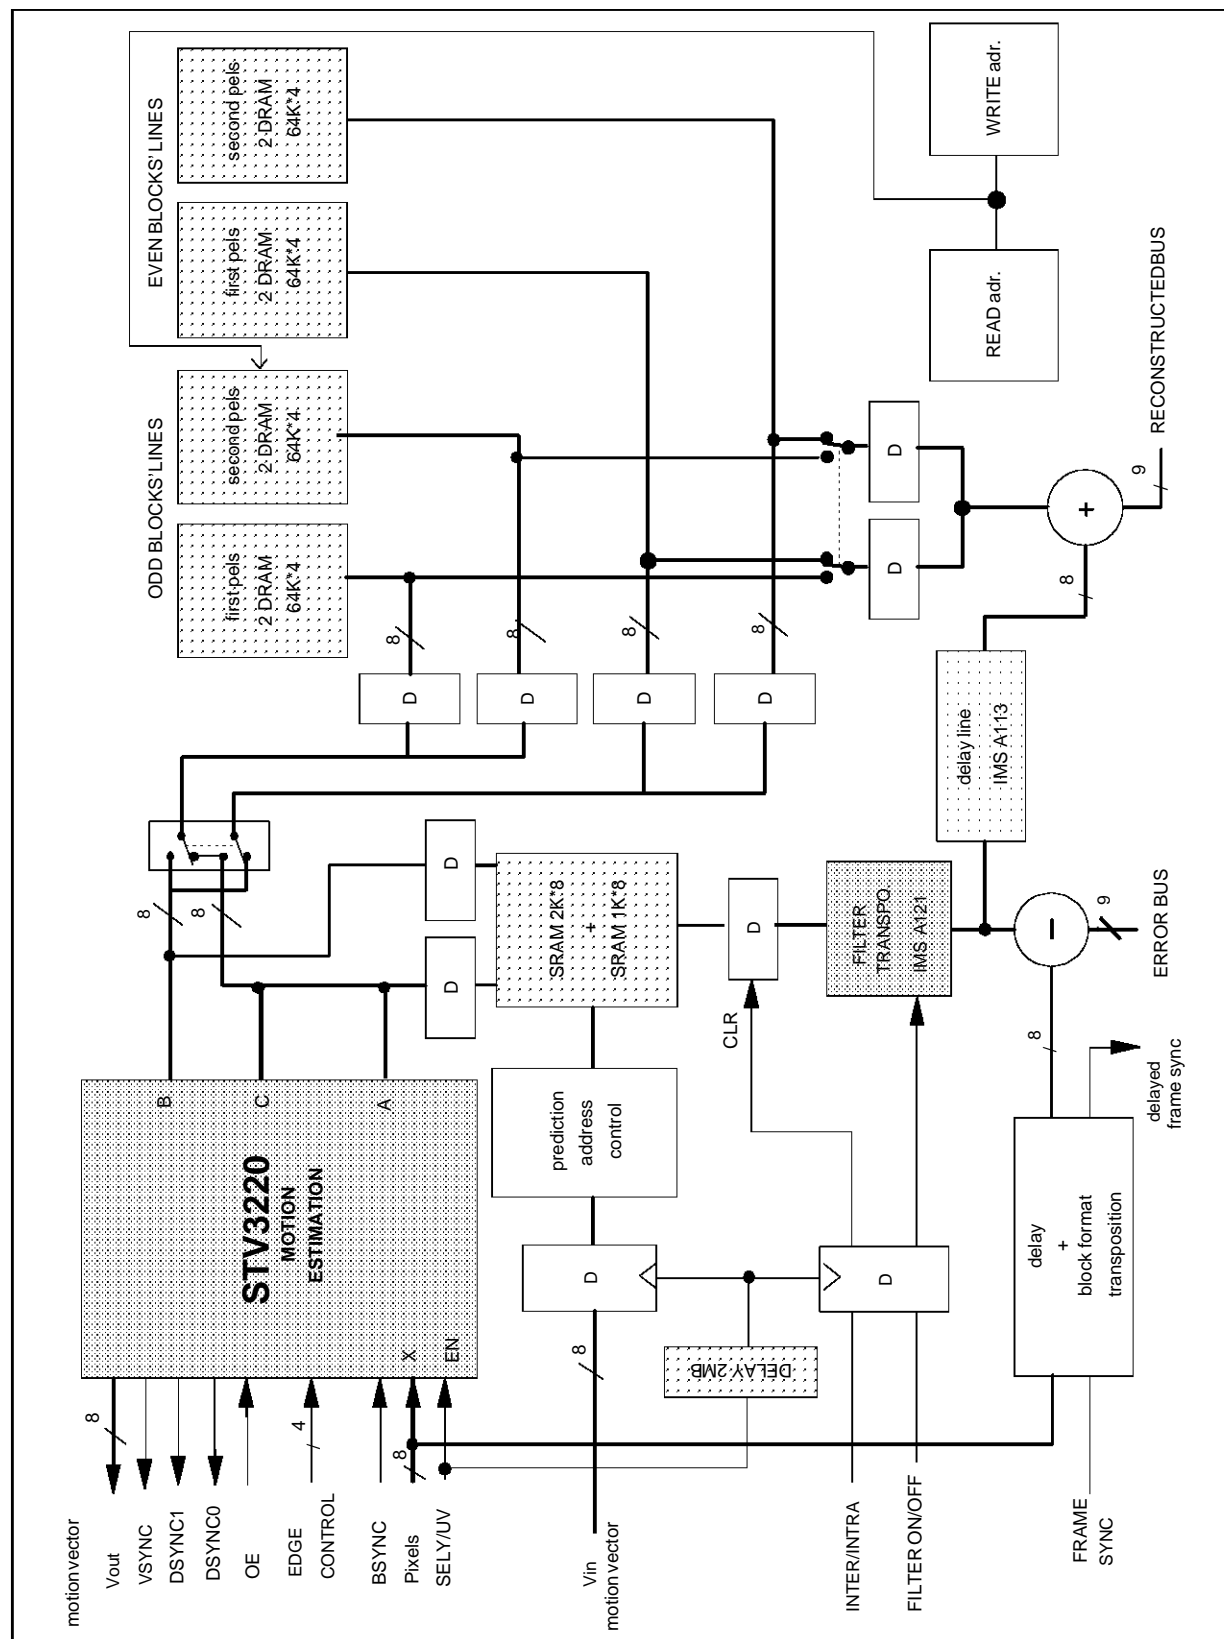 motion vector
Vout
VSYNC
DSYNC1
DSYNC0
OE
EDGE
CONTROL
BSYNC
Pixels
SELY/UV
Vin
motion vector
INTER/INTRA
FILTER ON/OFF
FRAME
SYNC
8
4
8
8
STV3220
MOTION
ESTIMATION
B
C
A
X
EN
DELAY 2MB
D
D
prediction
address
control
delay
+
block format
transposition
delayed
frame sync
8
CLR
8
8
D
D
SRAM 2K*8
+
SRAM 1K*8
D
FILTER
TRANSPO.
IMS A121
−
9
ERROR BUS
delay line
IMS A113
8
D
D
D
D
8
8
8
8
D
D
+
9
RECONSTRUCTEDBUS
ODD BLOCKS'LINES
first pels
2 DRAM
64K*4
second pels
2 DRAM
64K*4
EVEN BLOCKS'LINES
first pels
2 DRAM
64K*4
second pels
2 DRAM
64K*4
READ adr.
WRITE adr.